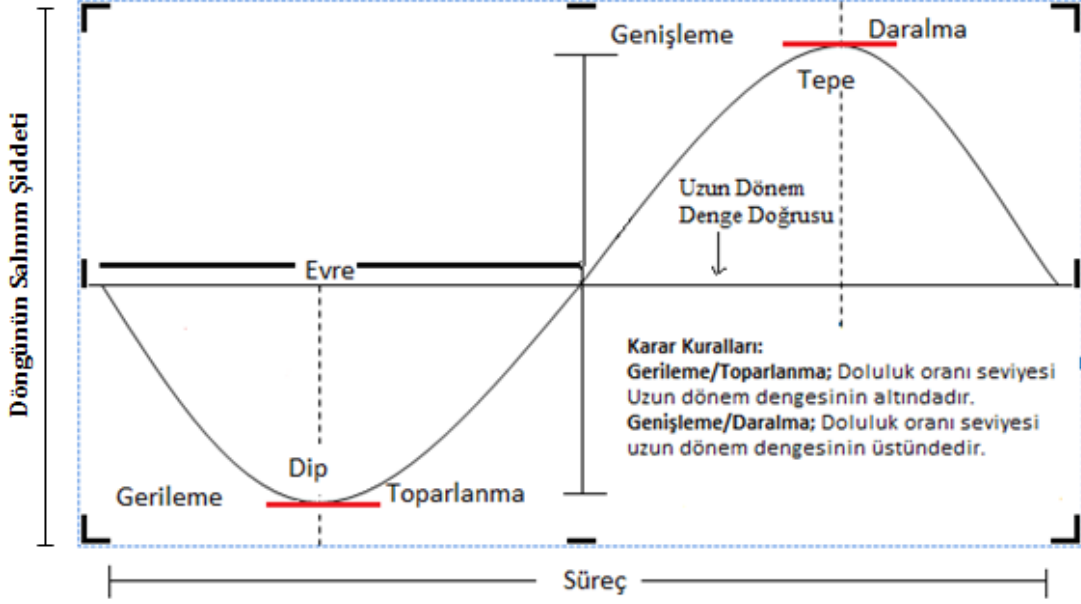 Döngünün Salınım Şiddeti
Genişleme
Daralma
Tepe
Uzun Dönem
Denge Doğrusu
Evre
Karar Kuralları:
Gerileme/Toparlanma; Doluluk oranı seviyesi
Uzun dönem dengesinin altındadır.
Genişleme/Daralma; Doluluk oranı seviyesi
uzun dönem dengesinin üstündedir.
Dip
Gerileme
Toparlanma
Süreç